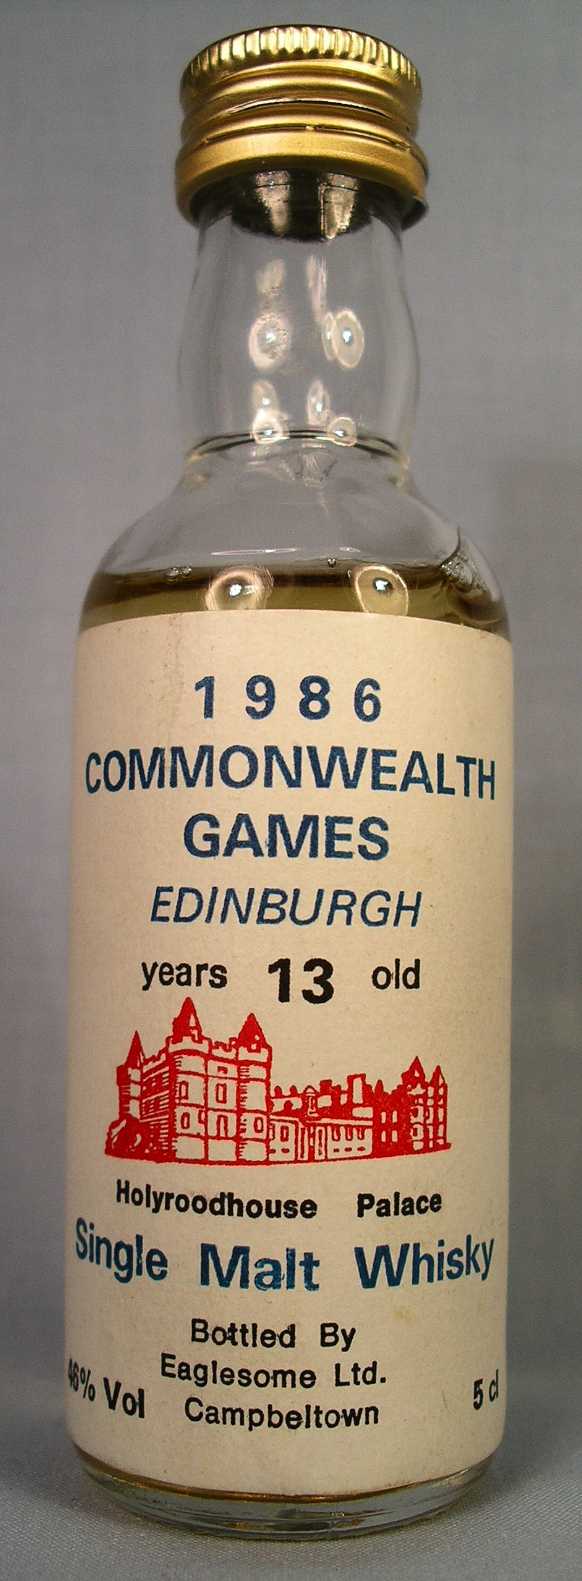 1986
COMMONWEALTH
GAMES
EDINBURGH
years 13 old
Holyroodhouse Palace
Single Malt Whisky
Bottled By
Eaglesome Ltd.
46% Vol Campbeltown 5 cl